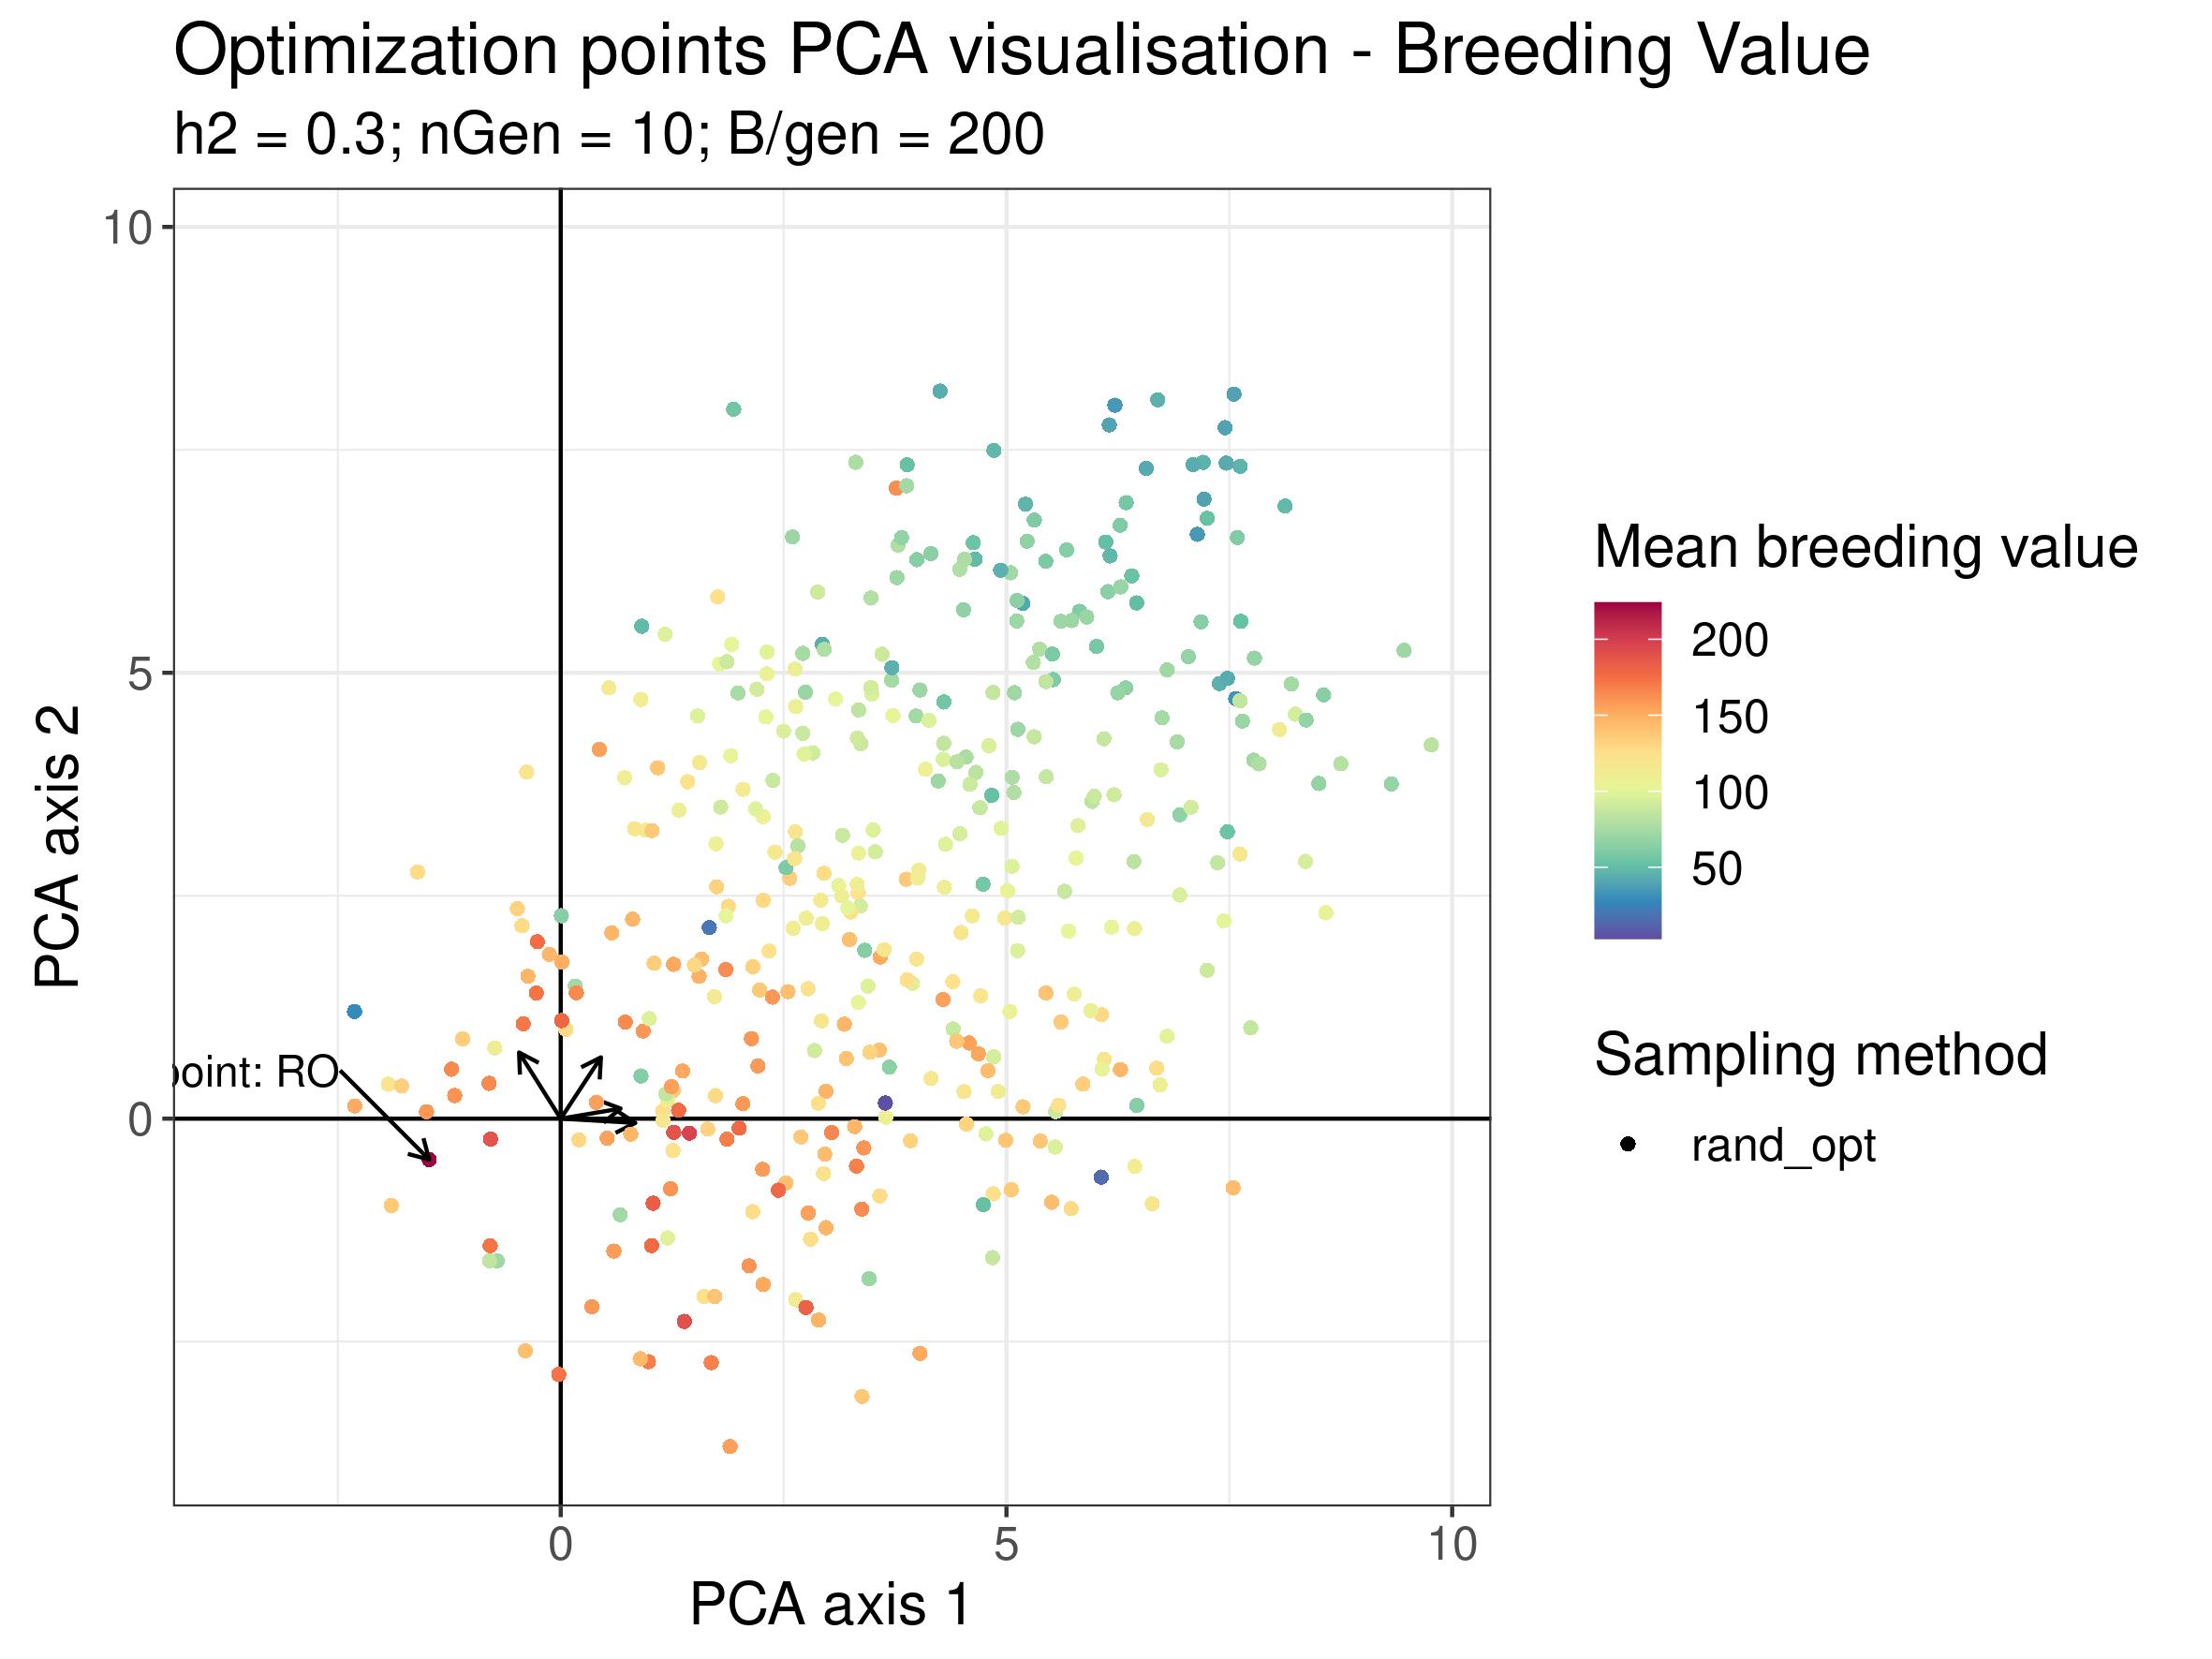 Optimization points PCA visualisation - Breeding Value
h2 = 0.3; nGen = 10; B/gen = 200
10
5
0
PCA axis 2
point: RO
0
5
10
PCA axis 1
Mean breeding value
200
150
100
50
Sampling method
rand_opt